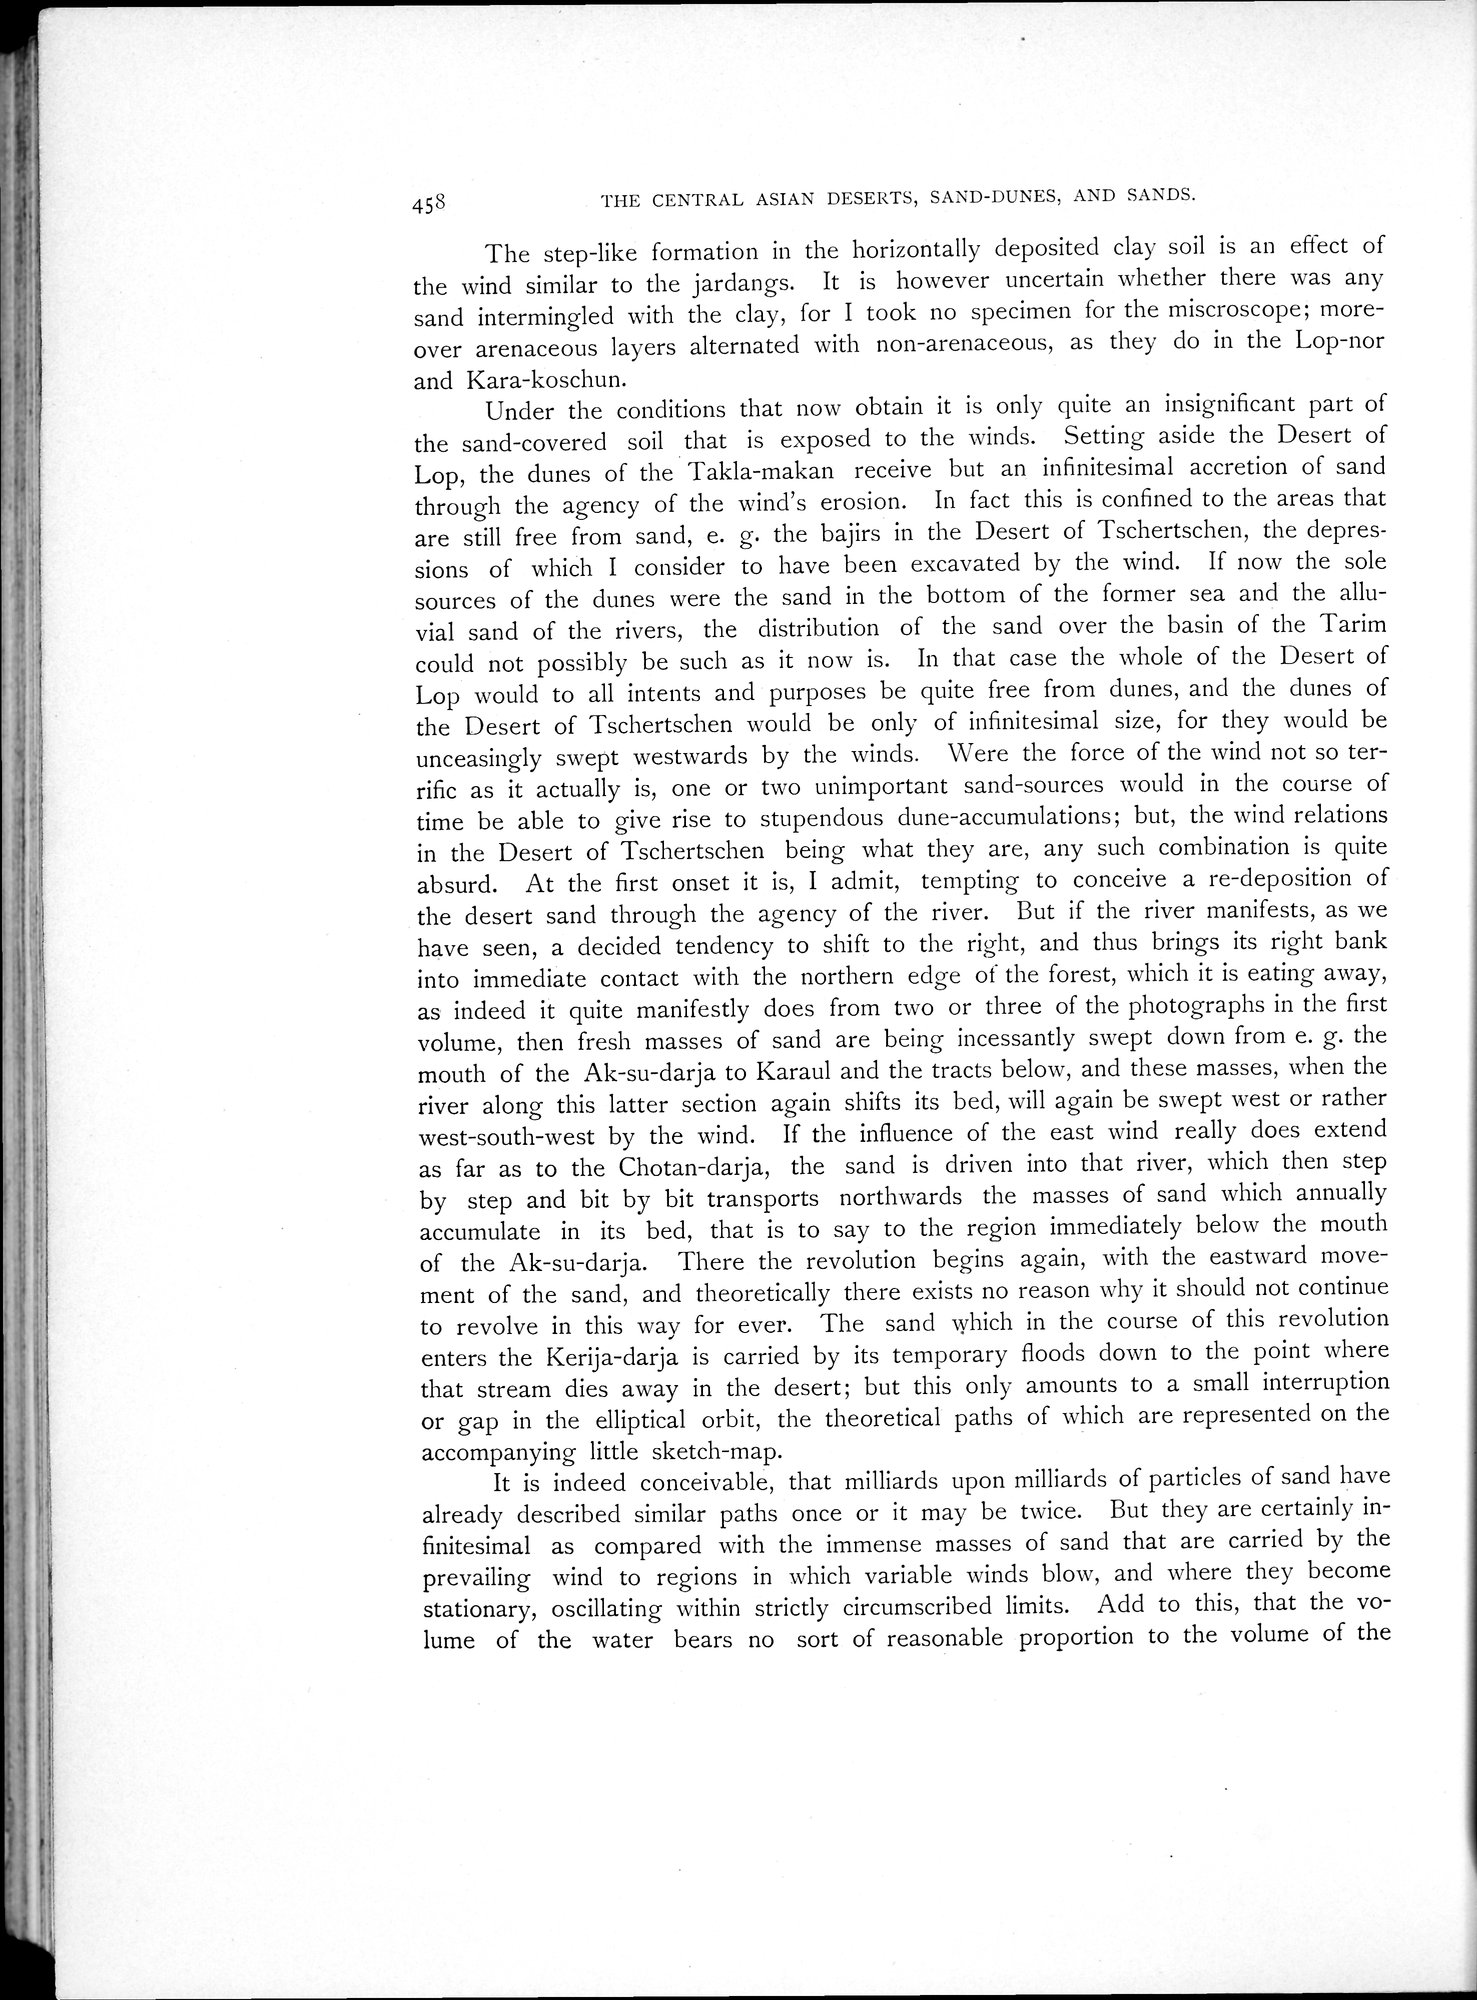 458 THE CENTRAL ASIAN DESERTS, SAND-DUNES, AND SANDS.
The step-like formation in the horizontally deposited clay soil is an effect of
the wind similar to the jardangs. It is however uncertain whether there was any
sand intermingled with the clay, for I took no specimen for the miscroscope; more-
over arenaceous layers alternated with non-arenaceous, as they do in the Lop-nor
and Kara-koschun.
Under the conditions that now obtain it is only quite an insignificant part of
the sand-covered soil that is exposed to the winds. Setting aside the Desert of
Lop, the dunes of the Takla-makan receive but an infinitesimal accretion of sand
through the agency of the wind's erosion. In fact this is confined to the areas that
are still free from sand, e. g. the bajirs in the Desert of Tschertschen, the depres-
sions of which I consider to have been excavated by the wind. If now the sole
sources of the dunes were the sand in the bottom of the former sea and the allu-
vial sand of the rivers, the distribution of the sand over the basin of the Tarim
could not possibly be such as it now is. In that case the whole of the Desert of
Lop would to all intents and purposes be quite free from dunes, and the dunes of
the Desert of Tschertschen would be only of infinitesimal size, for they would be
unceasingly swept westwards by the winds. Were the force of the wind not so ter-
rific as it actually is, one or two unimportant sand-sources would in the course of
time be able to give rise to stupendous dune-accumulations; but, the wind relations
in the Desert of Tschertschen being what they are, any such combination is quite
absurd. At the first onset it is, I admit, tempting to conceive a re-deposition of
the desert sand through the agency of the river. But if the river manifests, as we
have seen, a decided tendency to shift to the right, and thus brings its right bank
into immediate contact with the northern edge of the forest, which it is eating away,
as indeed it quite manifestly does from two or three of the photographs in the first
volume, then fresh masses of sand are being incessantly swept down from e. g. the
mouth of the Ak-su-darja to Karaul and the tracts below, and these masses, when the
river along this latter section again shifts its bed, will again be swept west or rather
west-south-west by the wind. If the influence of the east wind really does extend
as far as to the Chotan-darja, the sand is driven into that river, which then step
by step and bit by bit transports northwards the masses of sand which annually
accumulate in its bed, that is to say to the region immediately below the mouth
of the Ak-su-darja. There the revolution begins again, with the eastward move-
ment of the sand, and theoretically there exists no reason why it should not continue
to revolve in this way for ever. The sand which in the course of this revolution
enters the Kerija-darja is carried by its temporary floods down to the point where
that stream dies away in the desert; but this only amounts to a small interruption
or gap in the elliptical orbit, the theoretical paths of which are represented on the
accompanying little sketch-map.
It is indeed conceivable, that milliards upon milliards of particles of sand have
already described similar paths once or it may be twice. But they are certainly in-
finitesimal as compared with the immense masses of sand that are carried by the
prevailing wind to regions in which variable winds blow, and where they become
stationary, oscillating within strictly circumscribed limits. Add to this, that the vo-
lume of the water bears no sort of reasonable proportion to the volume of the